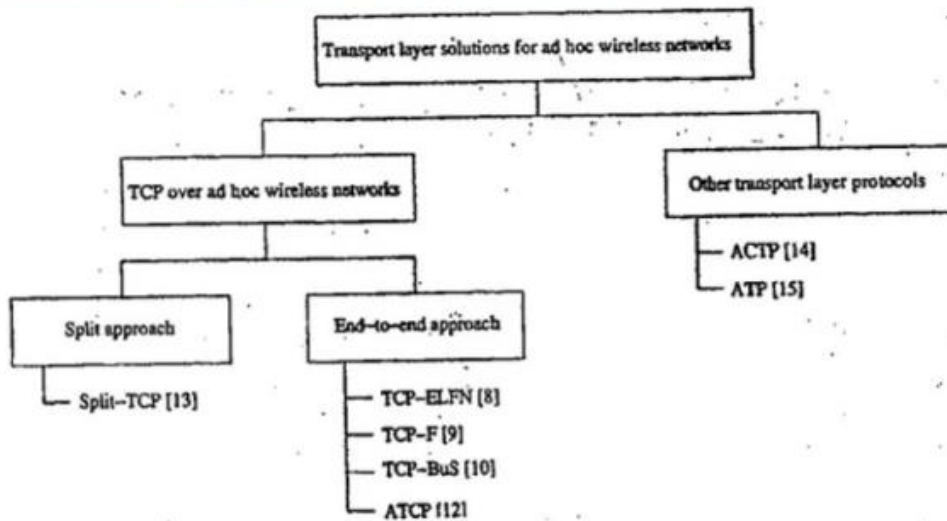 Transport layer solutions for ad hoc wireless networks
TCP over ad hoc wireless networks
Other transport layer protocols
ACTP [14]
ATP [15]
Split approach
End-to-end approach
Split-TCP [13]
TCP-ELFN [8]
TCP-F [9]
TCP-BuS [10]
ATCP [12]